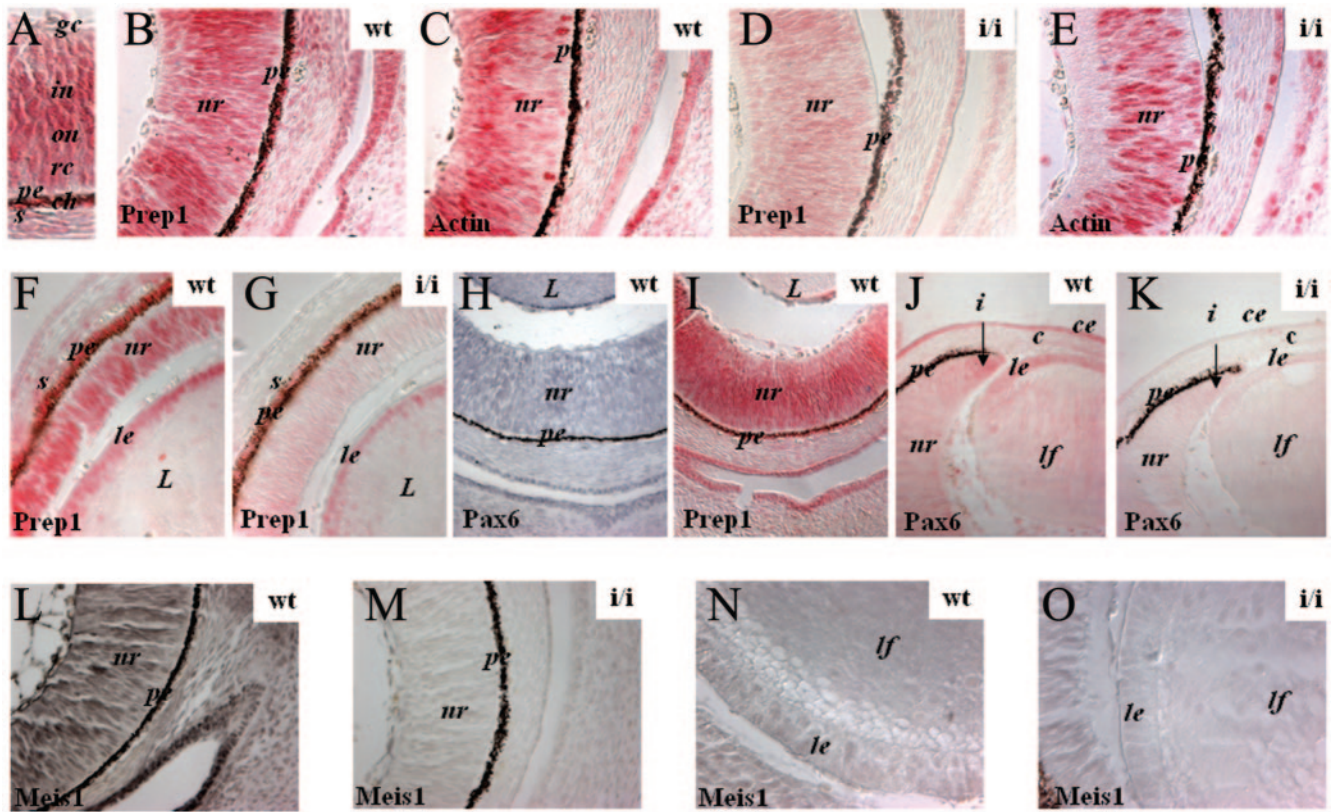 A
gc
in
on
rc
pe
ch
s
B
wt
pe
nr
Prep1
C
wt
p
nr
Actin
D
i/i
nr
pe
Prep1
E
i/i
nr
p
Actin
F
wt
pe
nr
s
le
L
Prep1
G
i/i
nr
s
pe
le
L
Prep1
H
wt
L
nr
pe
Pax6
I
wt
L
nr
pe
Prep1
J
wt
i
ce
c
pe
le
nr
lf
Pax6
K
i/i
i
ce
c
le
pe
nr
lf
Pax6
L
wt
nr
pe
Meis1
M
i/i
pe
nr
Meis1
N
wt
lf
le
Meis1
O
i/i
le
lf
Meis1